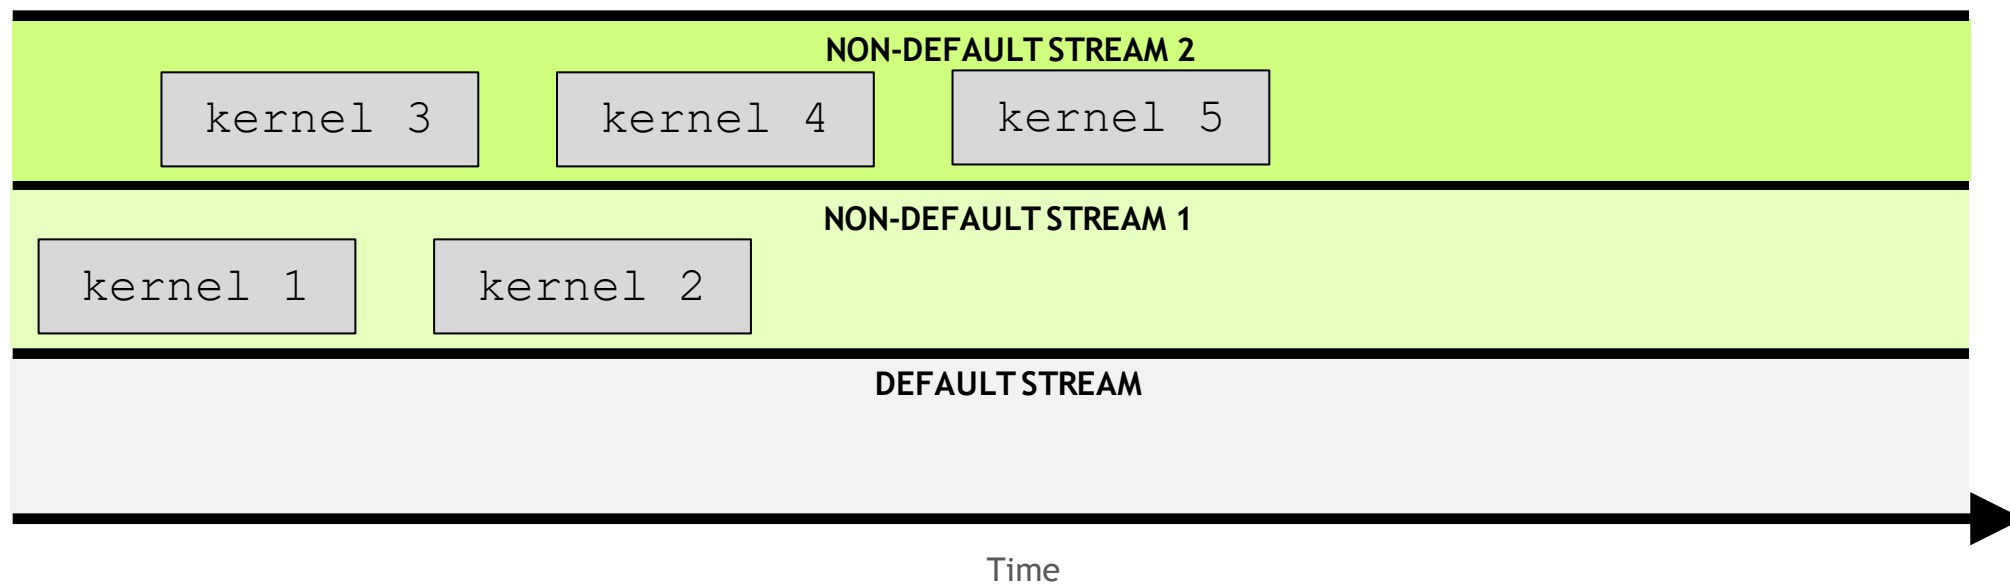 NON-DEFAULT STREAM 2
kernel 3
kernel 4
kernel 5
NON-DEFAULT STREAM 1
kernel 1
kernel 2
DEFAULT STREAM
Time